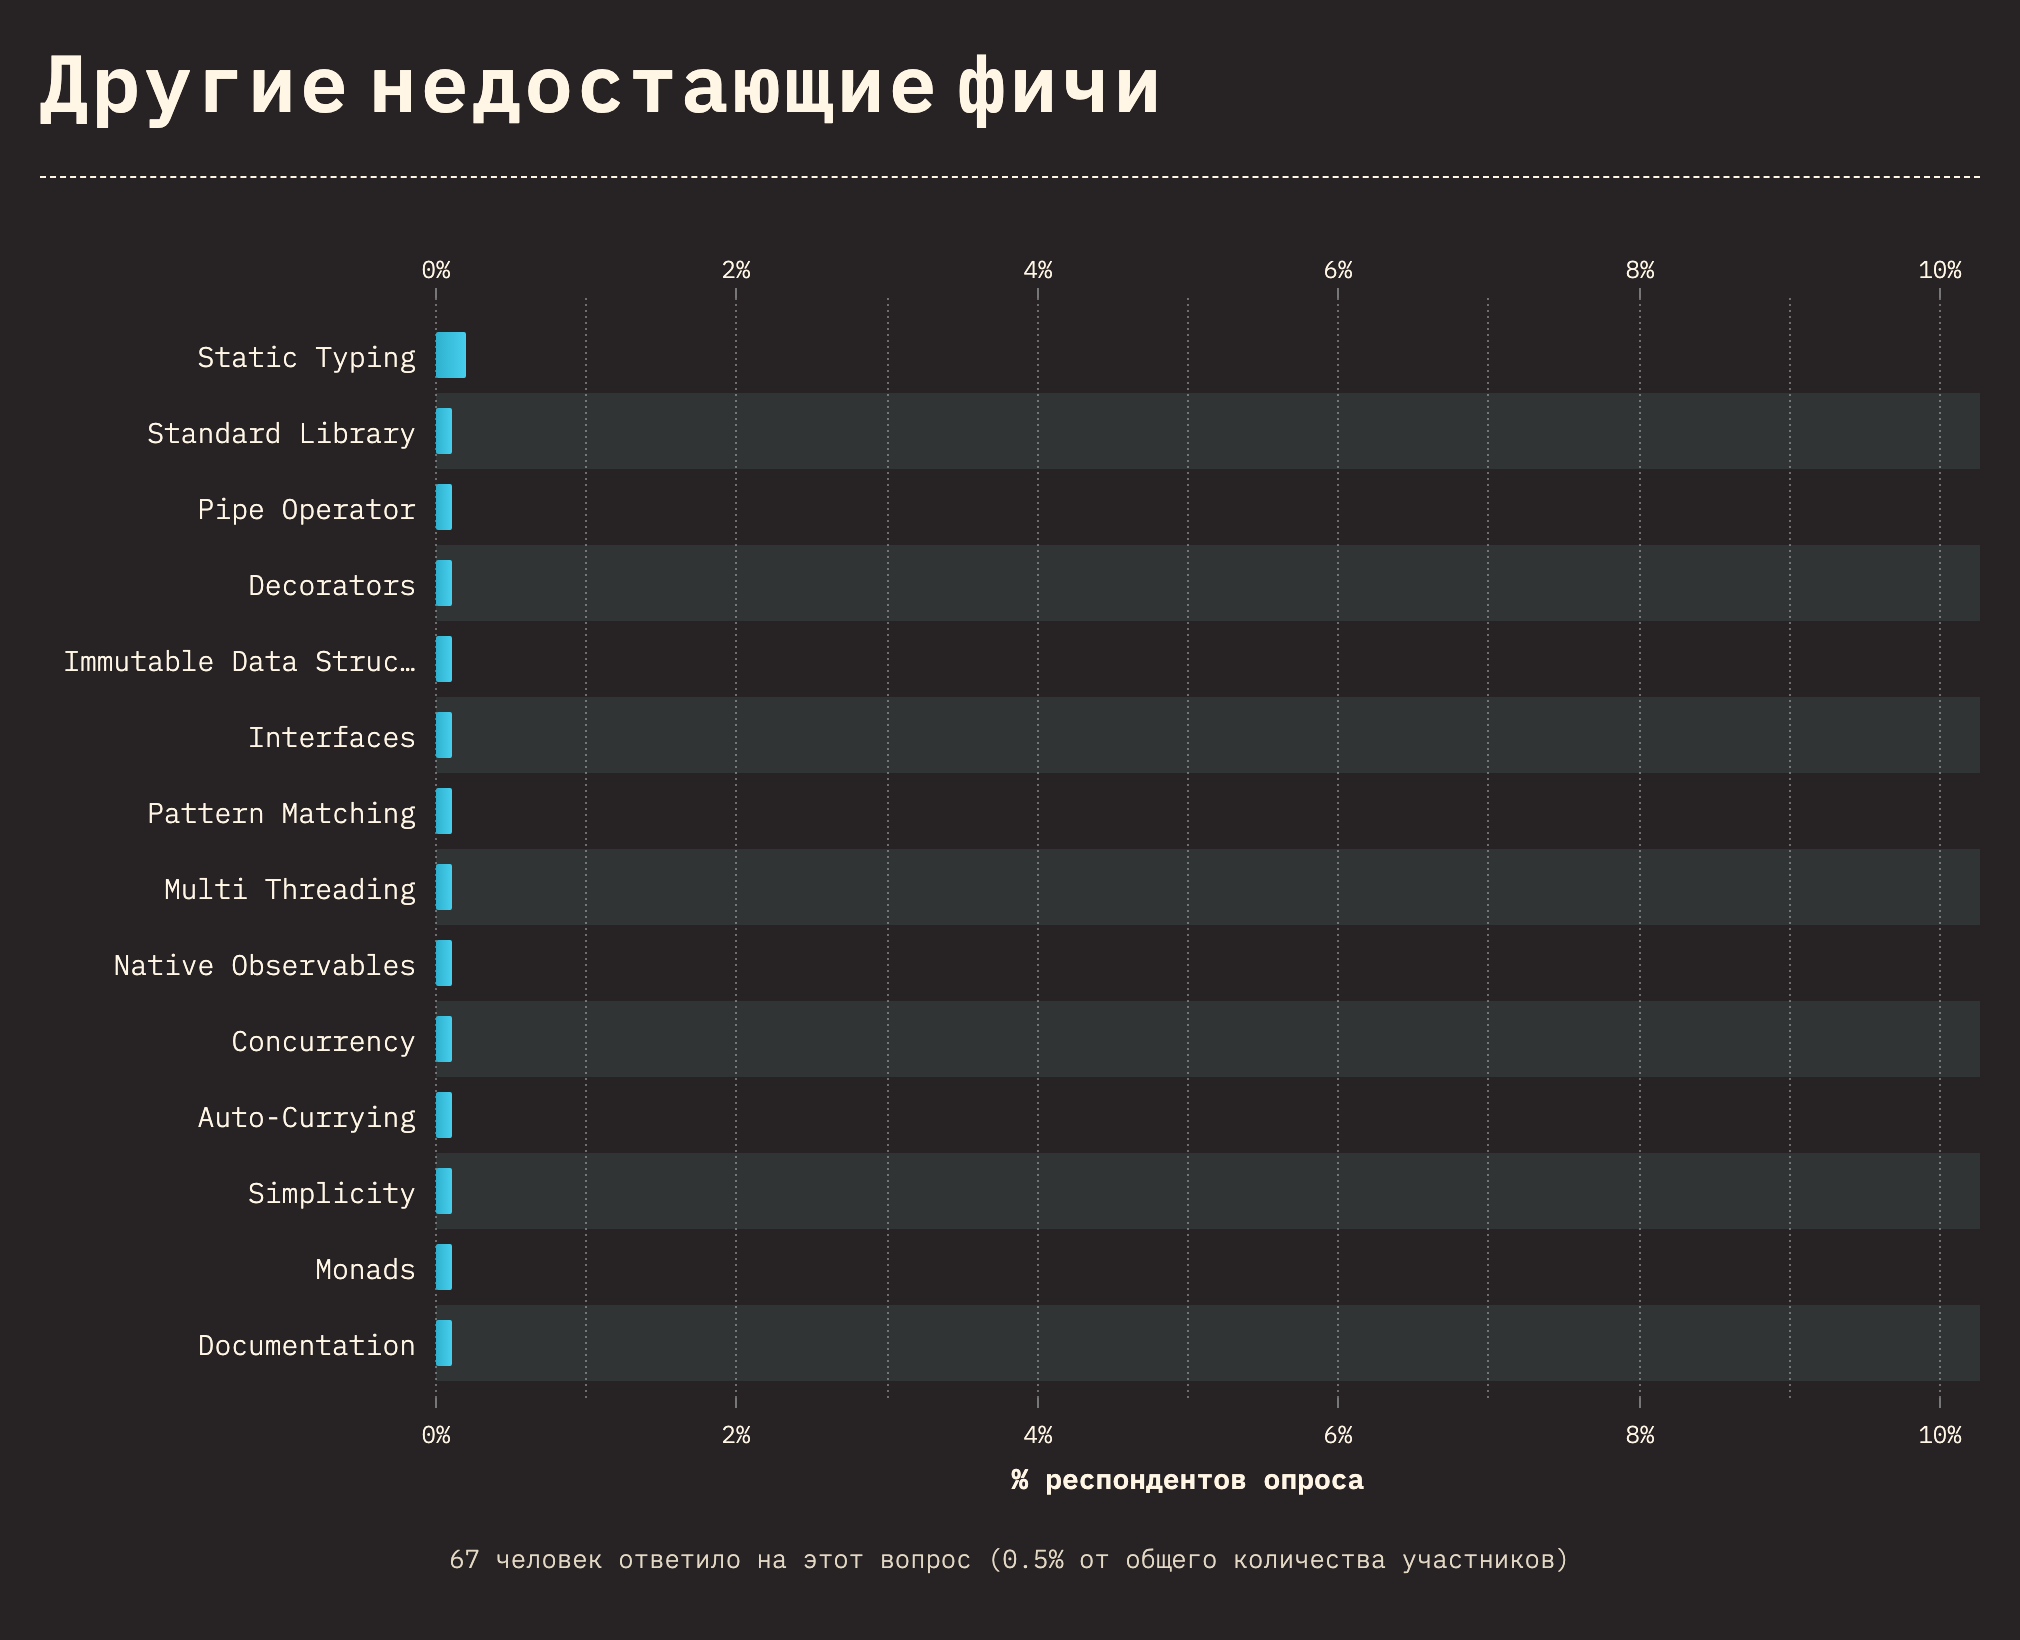 Другие недостающие фичи
0% 2% 4% 6% 8% 10%
Static Typing
Standard Library
Pipe Operator
Decorators
Immutable Data Struc…
Interfaces
Pattern Matching
Multi Threading
Native Observables
Concurrency
Auto-Currying
Simplicity
Monads
Documentation
0% 2% 4% 6% 8% 10%
% респондентов опроса
67 человек ответило на этот вопрос (0.5% от общего количества участников)